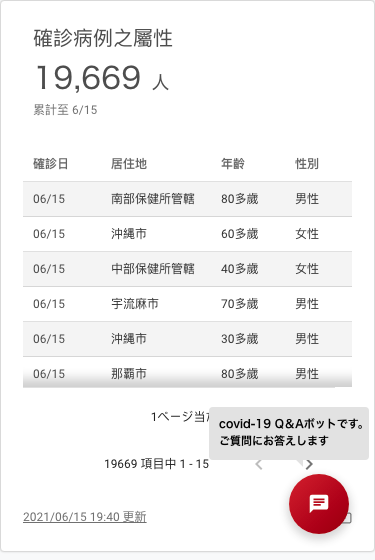 確診病例之屬性
19,669 人
累計至 6/15
確診日 居住地 年齡 性別
06/15 南部保健所管轄 80多歲 男性
06/15 沖縄市 60多歲 女性
06/15 中部保健所管轄 40多歲 女性
06/15 宇流麻市 70多歲 男性
06/15 沖縄市 30多歲 男性
06/15 那覇市 80多歲 男性
1ページ当
covid-19 Q&Aボットです。
ご質問にお答えします
19669 項目中 1 - 15
2021/06/15 19:40 更新